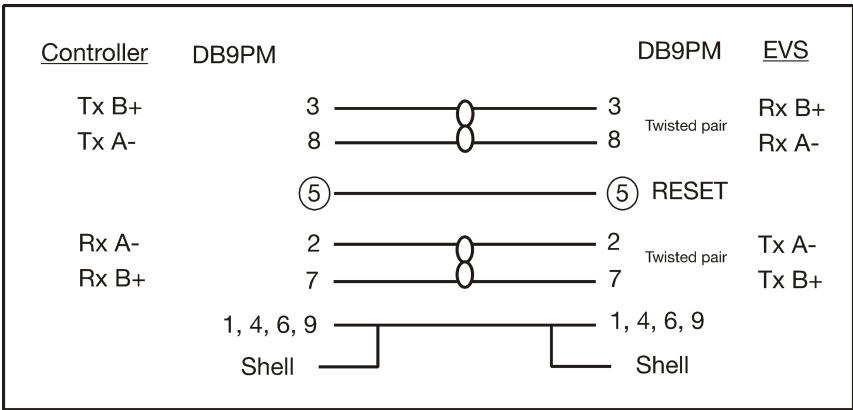 Controller DB9PM DB9PM EVS
Tx B+ 3 3 Twisted pair Rx B+
Tx A- 8 8 Rx A-
5 5 RESET
Rx A- 2 2 Twisted pair Tx A-
Rx B+ 7 7 Tx B+
1, 4, 6, 9 1, 4, 6, 9
Shell Shell